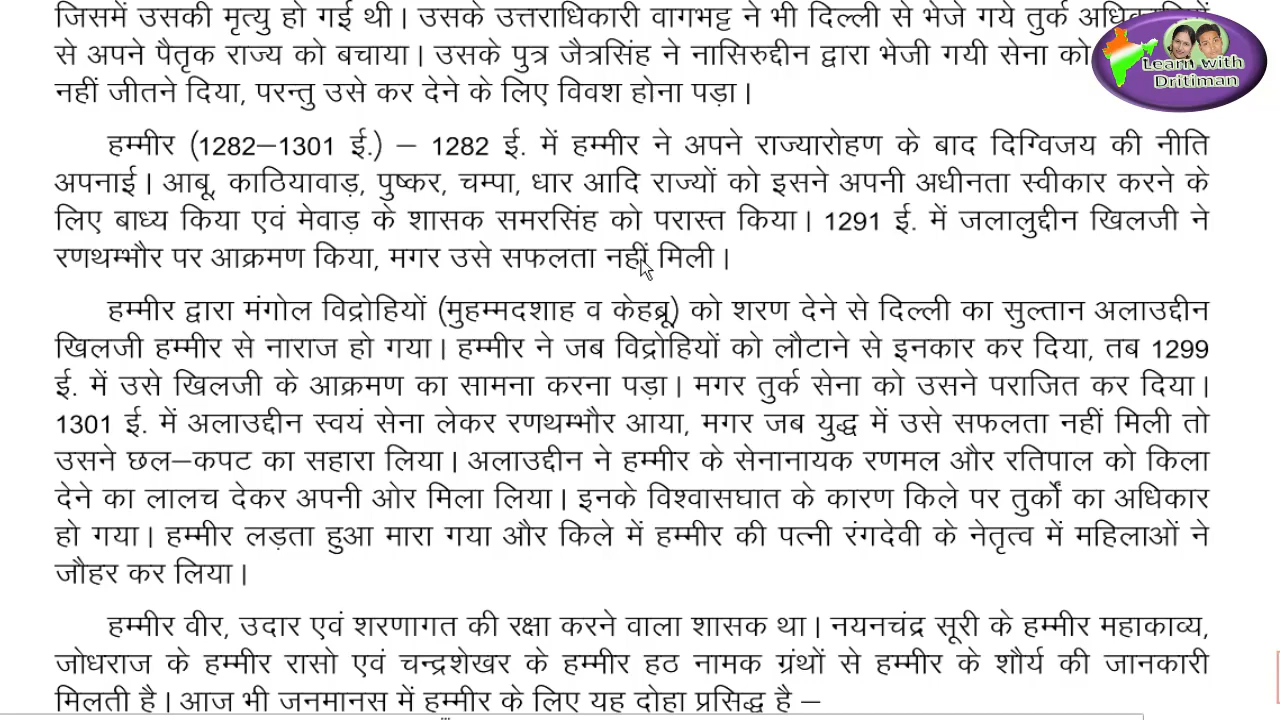 जिसमें उसकी मृत्यु हो गई थी। उसके उत्तराधिकारी वागभट्ट ने भी दिल्ली से भेजे गये तुर्क
से अपने पैतृक राज्य को बचाया। उसके पुत्र जैत्रसिंह ने नासिरुद्दीन द्वारा भेजी गयी सेना को
नहीं जीतने दिया, परन्तु उसे कर देने के लिए विवश होना पड़ा।
Learn with
Dritiman
हम्मीर (1282–1301 ई.) – 1282 ई. में हम्मीर ने अपने राज्यारोहण के बाद दिग्विजय की नीति
अपनाई। आबू, काठियावाड़, पुष्कर, चम्पा, धार आदि राज्यों को इसने अपनी अधीनता स्वीकार करने के
लिए बाध्य किया एवं मेवाड़ के शासक समरसिंह को परास्त किया। 1291 ई. में जलालुद्दीन खिलजी ने
रणथम्भौर पर आक्रमण किया, मगर उसे सफलता नहीं मिली।
हम्मीर द्वारा मंगोल विद्रोहियों (मुहम्मदशाह व केहब्रू) को शरण देने से दिल्ली का सुल्तान अलाउद्दीन
खिलजी हम्मीर से नाराज हो गया। हम्मीर ने जब विद्रोहियों को लौटाने से इनकार कर दिया, तब 1299
ई. में उसे खिलजी के आक्रमण का सामना करना पड़ा। मगर तुर्क सेना को उसने पराजित कर दिया।
1301 ई. में अलाउद्दीन स्वयं सेना लेकर रणथम्भौर आया, मगर जब युद्ध में उसे सफलता नहीं मिली तो
उसने छल–कपट का सहारा लिया। अलाउद्दीन ने हम्मीर के सेनानायक रणमल और रतिपाल को किला
देने का लालच देकर अपनी ओर मिला लिया। इनके विश्वासघात के कारण किले पर तुर्कों का अधिकार
हो गया। हम्मीर लड़ता हुआ मारा गया और किले में हम्मीर की पत्नी रंगदेवी के नेतृत्व में महिलाओं ने
जौहर कर लिया।
हम्मीर वीर, उदार एवं शरणागत की रक्षा करने वाला शासक था। नयनचंद्र सूरी के हम्मीर महाकाव्य,
जोधराज के हम्मीर रासो एवं चन्द्रशेखर के हम्मीर हठ नामक ग्रंथों से हम्मीर के शौर्य की जानकारी
मिलती है। आज भी जनमानस में हम्मीर के लिए यह दोहा प्रसिद्ध है –